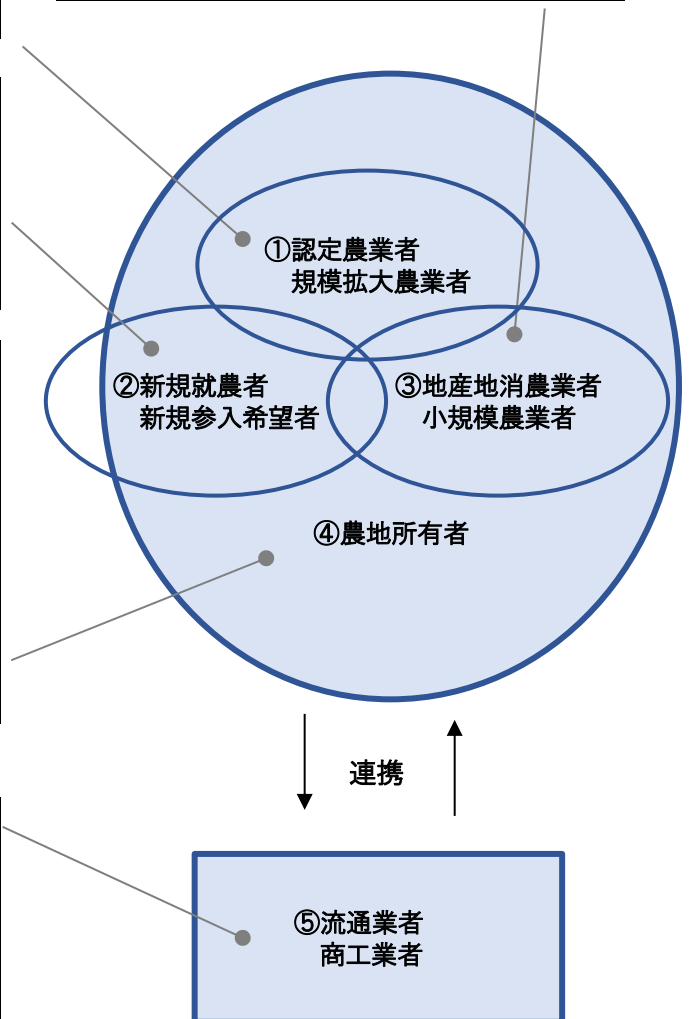 ①認定農業者
規模拡大農業者
②新規就農者
新規参入希望者
③地産地消農業者
小規模農業者
④農地所有者
連携
⑤流通業者
商工業者